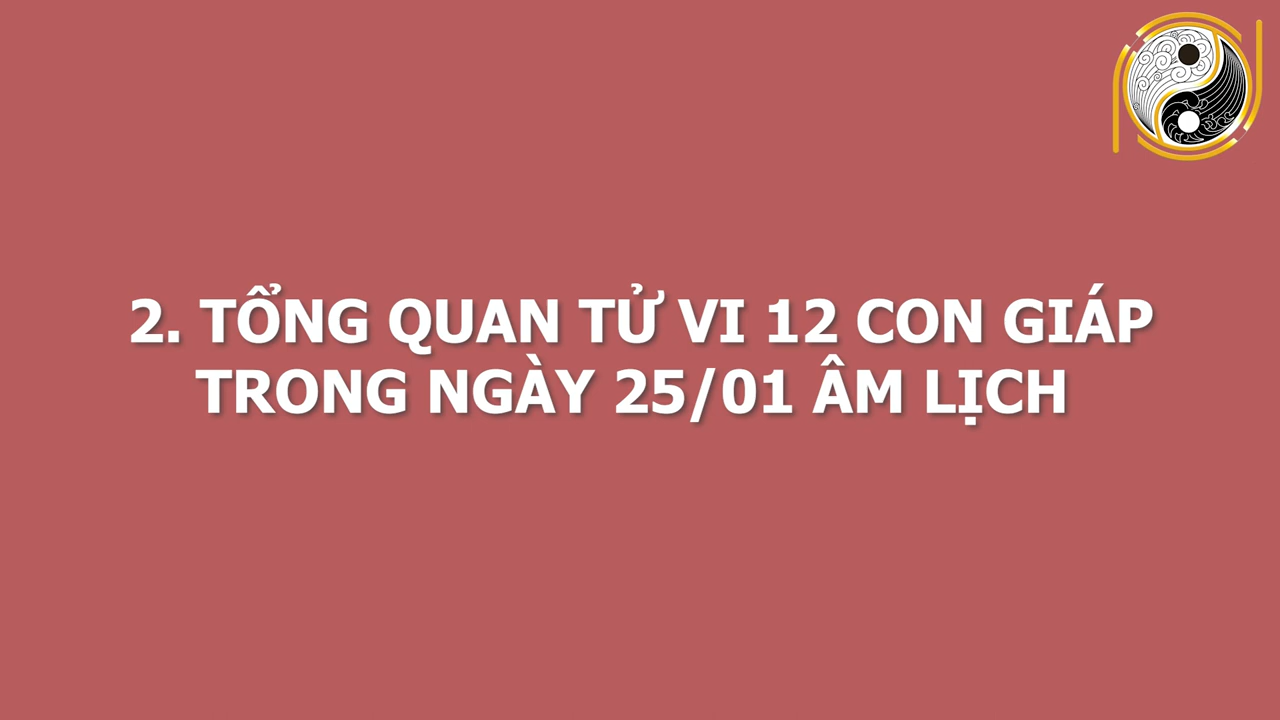 2. TỔNG QUAN TỬ VI 12 CON GIÁP
TRONG NGÀY 25/01 ÂM LỊCH